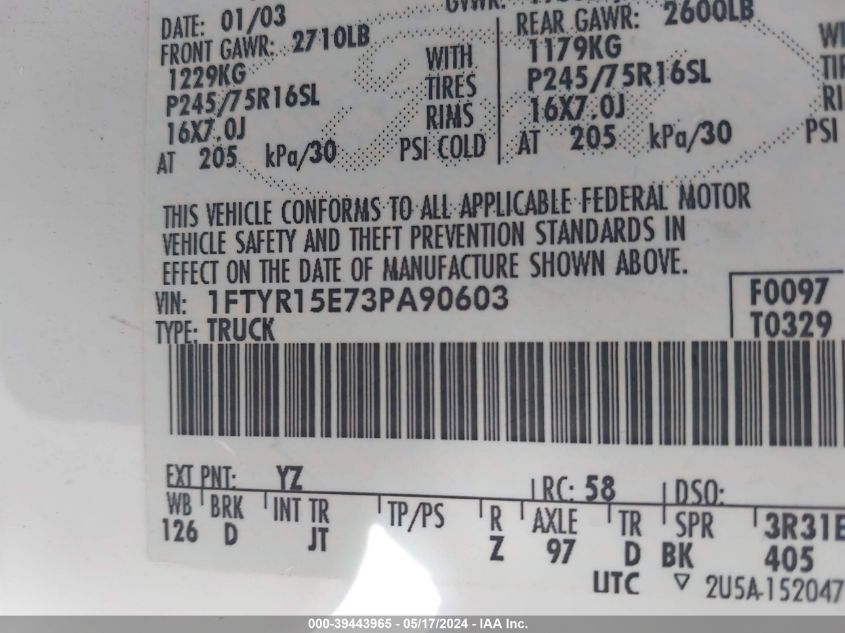 DATE: 01/03
FRONT GAWR: 2710LB
1229KG WITH
P245/75R16SL TIRES
16X7.0J RIMS
AT 205 kPa/30 PSI COLD
REAR GAWR: 2600LB
1179KG
P245/75R16SL
16X7.0J
AT 205 kPa/30 PSI
THIS VEHICLE CONFORMS TO ALL APPLICABLE FEDERAL MOTOR
VEHICLE SAFETY AND THEFT PREVENTION STANDARDS IN
EFFECT ON THE DATE OF MANUFACTURE SHOWN ABOVE.
VIN: 1FTYR15E73PA90603
TYPE: TRUCK
F0097
T0329
EXT PNT: YZ RC: 58 DSO:
WB BRK INT TR TP/PS R AXLE TR SPR 3R31E
126 D JT Z 97 D BK 405
UTC ▽ 2U5A-152047
000-39443965 - 05/17/2024 - IAA Inc.